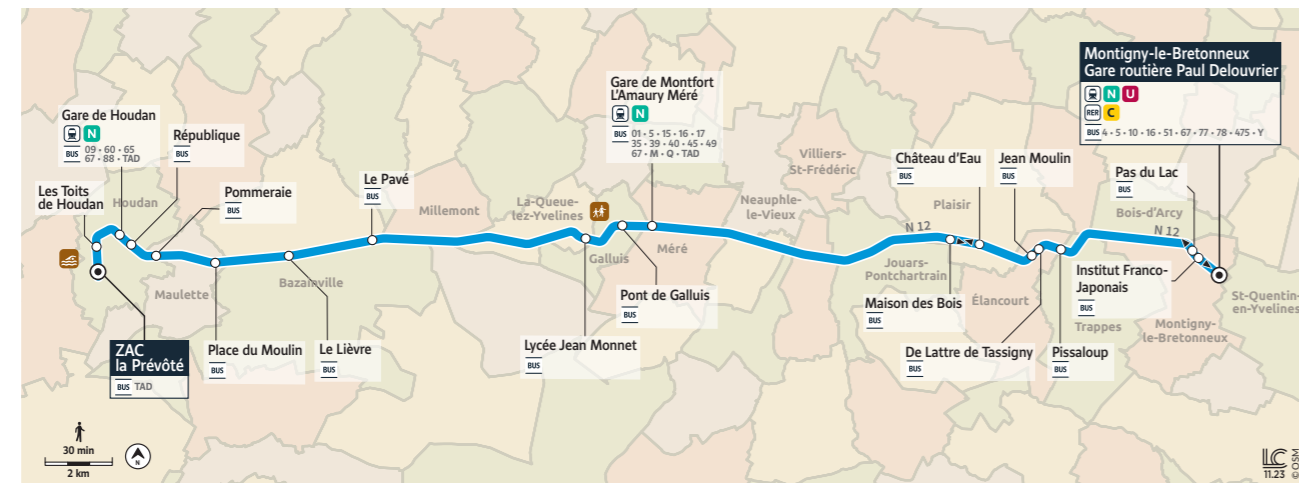 Gare de Houdan
N
BUS 09 • 60 • 65
67 • 88 • TAD
République
BUS
Les Toits
de Houdan
Houdan
Pommeraie
BUS
Le Pavé
BUS
Millemont
La-Queue-
lez-Yvelines
Gare de Montfort
L'Amaury Méré
N
BUS 01 • 5 • 15 • 16 • 17
35 • 39 • 40 • 45 • 49
67 • M • Q • TAD
Neauphle-
le-Vieux
Villiers-
St-Frédéric
Château d'Eau
BUS
Plaisir
Jean Moulin
BUS
Montigny-le-Bretonneux
Gare routière Paul Delouvrier
N U
RER C
BUS 4 • 5 • 10 • 16 • 51 • 67 • 77 • 78 • 475 • Y
Pas du Lac
BUS
Bois-d'Arcy
N 12
N 12
Maulette
Bazainville
Galluis
Méré
Jouars-
Pontchartrain
Élancourt
Trappes
Montigny-
le-Bretonneux
St-Quentin-
en-Yvelines
ZAC
la Prévôté
BUS TAD
Place du Moulin
BUS
Le Lièvre
BUS
Lycée Jean Monnet
BUS
Pont de Galluis
BUS
Maison des Bois
BUS
De Lattre de Tassigny
BUS
Pissaloup
BUS
Institut Franco-
Japonais
BUS
30 min
2 km
N
LC
11.23
©OSM